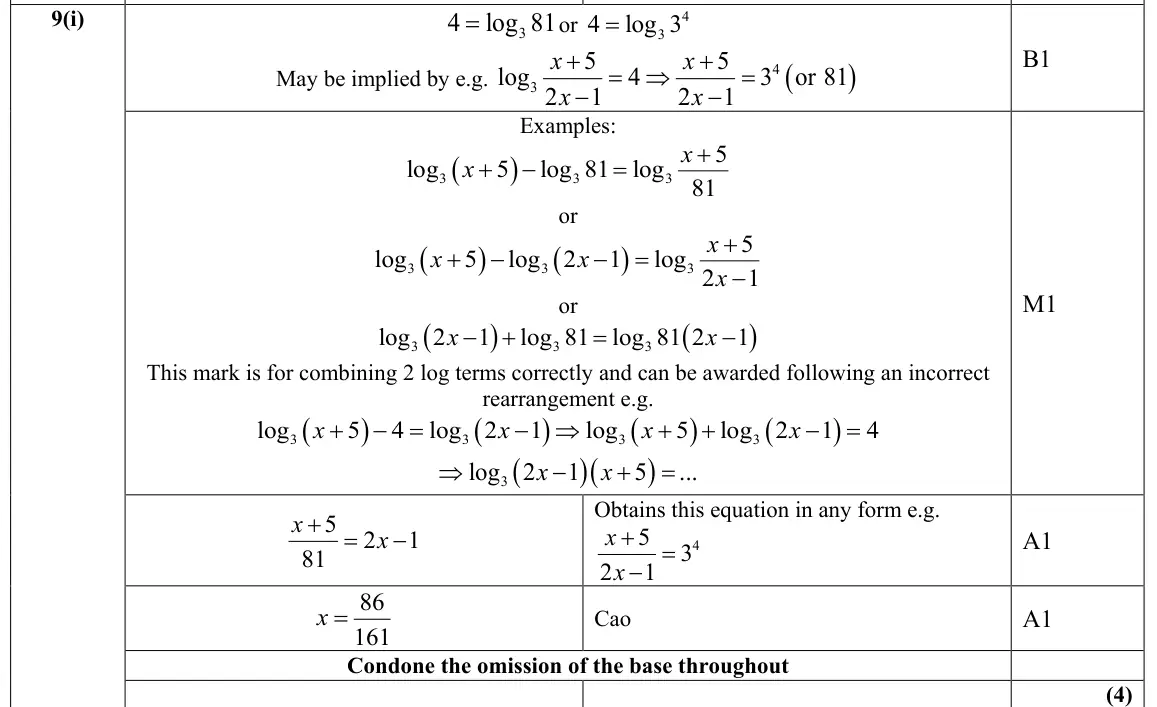 9(i)
4 = log₃ 81 or 4 = log₃ 3⁴
May be implied by e.g. log₃ (x + 5)/(2x − 1) = 4 ⇒ (x + 5)/(2x − 1) = 3⁴ (or 81)
B1
Examples:
log₃ (x + 5) − log₃ 81 = log₃ (x + 5)/81
or
log₃ (x + 5) − log₃ (2x − 1) = log₃ (x + 5)/(2x − 1)
or
log₃ (2x − 1) + log₃ 81 = log₃ 81(2x − 1)
This mark is for combining 2 log terms correctly and can be awarded following an incorrect
rearrangement e.g.
log₃ (x + 5) − 4 = log₃ (2x − 1) ⇒ log₃ (x + 5) + log₃ (2x − 1) = 4
⇒ log₃ (2x − 1)(x + 5) = ...
M1
(x + 5)/81 = 2x − 1
Obtains this equation in any form e.g.
(x + 5)/(2x − 1) = 3⁴
A1
x = 86/161
Cao
A1
Condone the omission of the base throughout
(4)